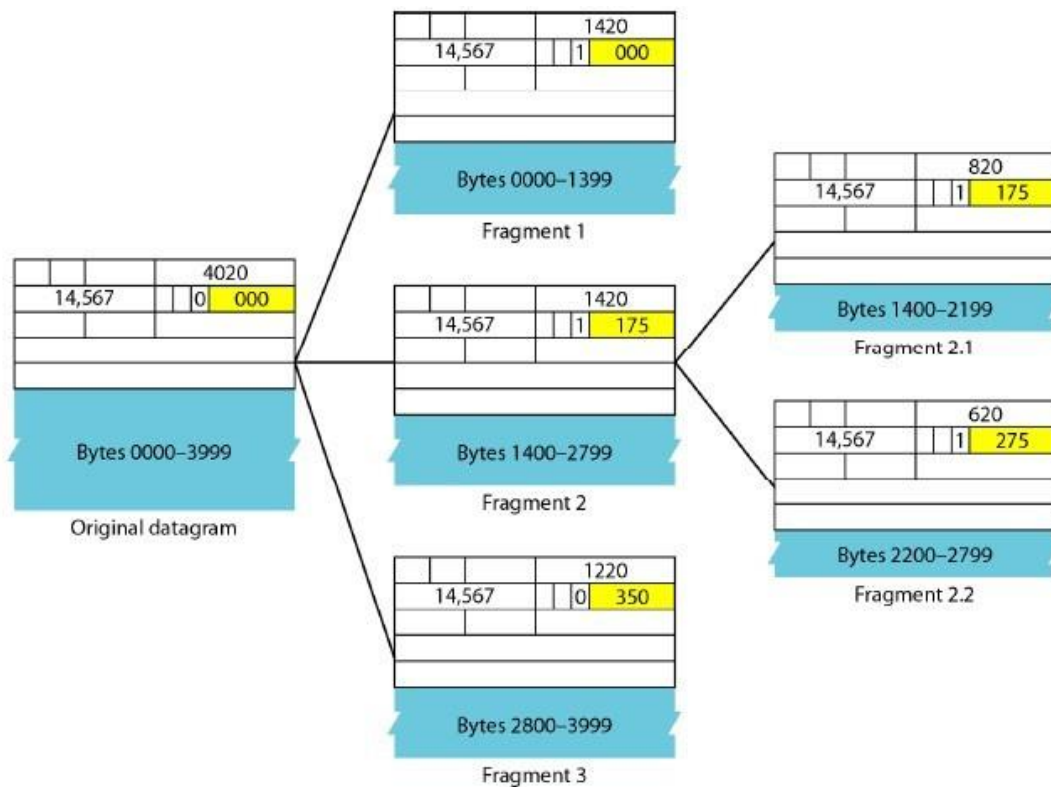 4020
14,567 0 000
Bytes 0000–3999
Original datagram
1420
14,567 1 000
Bytes 0000–1399
Fragment 1
1420
14,567 1 175
Bytes 1400–2799
Fragment 2
1220
14,567 0 350
Bytes 2800–3999
Fragment 3
820
14,567 1 175
Bytes 1400–2199
Fragment 2.1
620
14,567 1 275
Bytes 2200–2799
Fragment 2.2